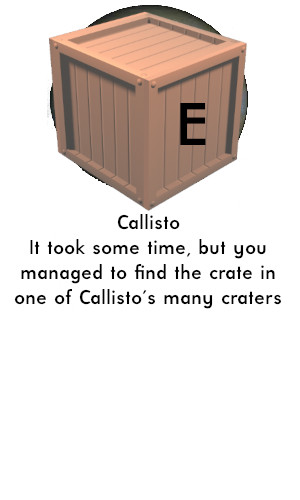 E
Callisto
It took some time, but you
managed to find the crate in
one of Callisto's many craters